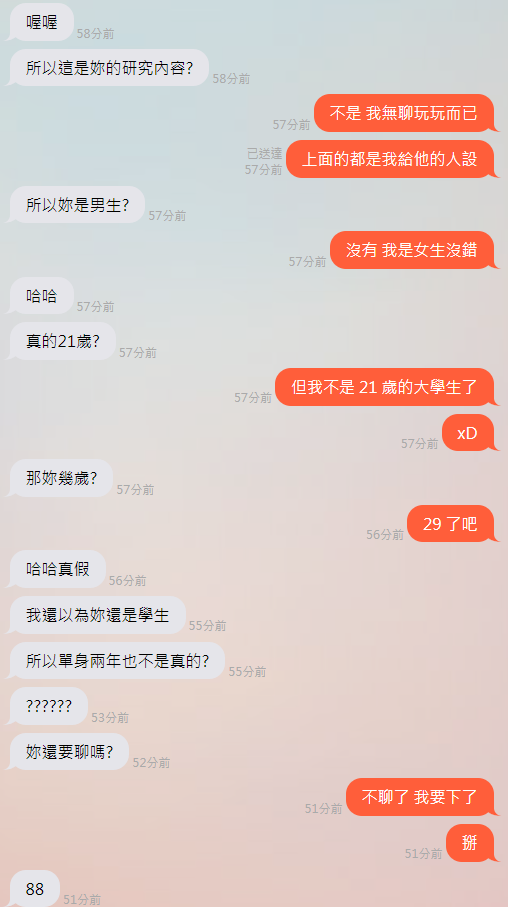 喔喔
58分前
所以這是妳的研究內容?
58分前
不是 我無聊玩玩而已
57分前
上面的都是我給他的人設
已送達
57分前
所以妳是男生?
57分前
沒有 我是女生沒錯
57分前
哈哈
57分前
真的21歲?
57分前
但我不是 21 歲的大學生了
57分前
xD
57分前
那妳幾歲?
57分前
29 了吧
56分前
哈哈真假
56分前
我還以為妳還是學生
55分前
所以單身兩年也不是真的?
55分前
??????
53分前
妳還要聊嗎?
52分前
不聊了 我要下了
51分前
掰
51分前
88
51分前